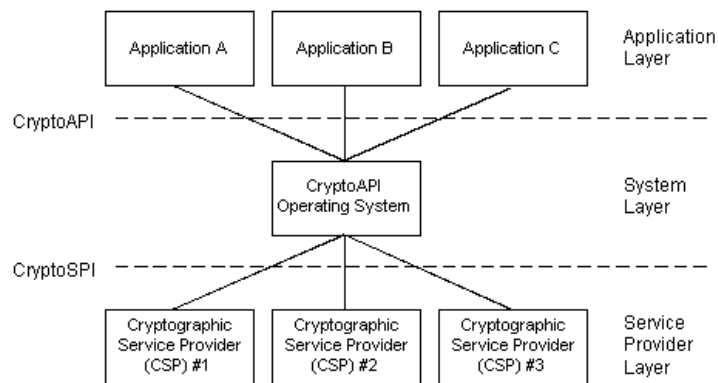 Application A
Application B
Application C
Application
Layer
CryptoAPI
CryptoAPI
Operating System
System
Layer
CryptoSPI
Cryptographic
Service Provider
(CSP) #1
Cryptographic
Service Provider
(CSP) #2
Cryptographic
Service Provider
(CSP) #3
Service
Provider
Layer